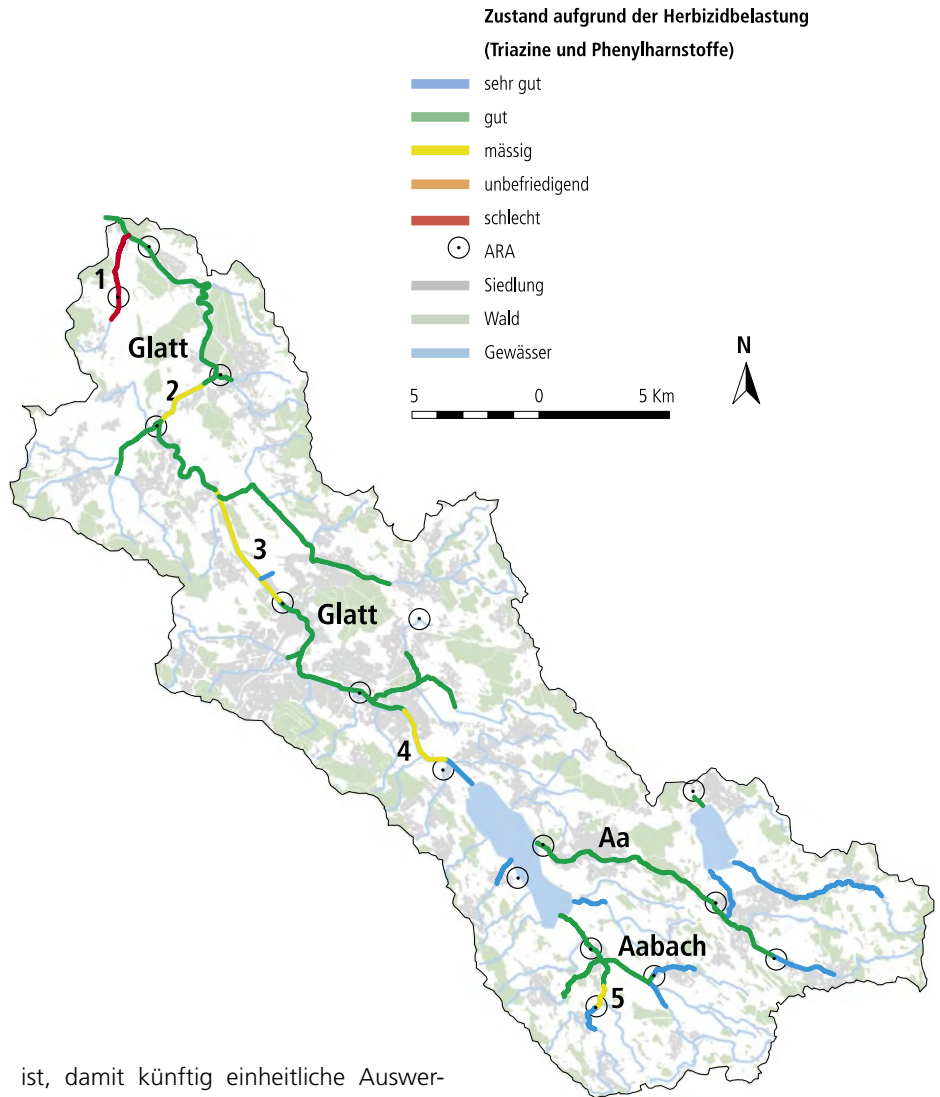 Zustand aufgrund der Herbizidbelastung
(Triazine und Phenylharnstoffe)
sehr gut
gut
mässig
unbefriedigend
schlecht
ARA
Siedlung
Wald
Gewässer
N
5 0 5 Km
1
Glatt
2
3
Glatt
4
Aa
Aabach
5
ist, damit künftig einheitliche Auswer-